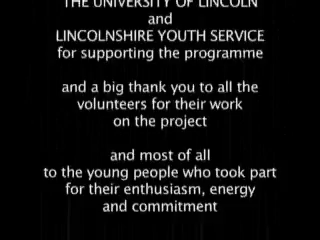 THE UNIVERSITY OF LINCOLN
and
LINCOLNSHIRE YOUTH SERVICE
for supporting the programme
and a big thank you to all the
volunteers for their work
on the project
and most of all
to the young people who took part
for their enthusiasm, energy
and commitment